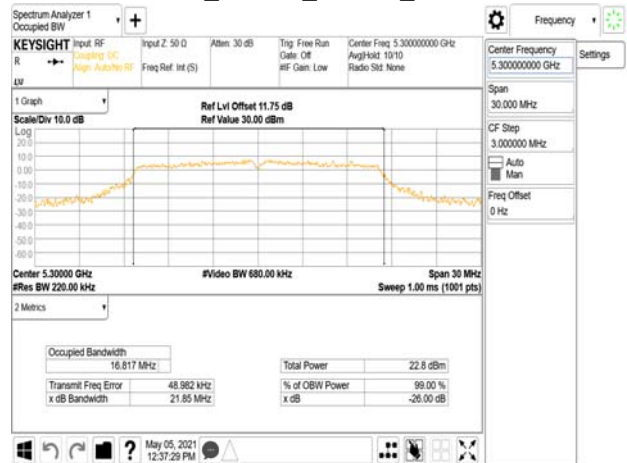 Spectrum Analyzer 1
Occupied BW
Frequency
KEYSIGHT
Input: RF
Coupling: DC
Align: Auto/No RF
Input Z: 50 Ω
Freq Ref: Int (S)
Atten: 30 dB
Trig: Free Run
Gate: Off
#IF Gain: Low
Center Freq: 5.300000000 GHz
Avg|Hold: 10/10
Radio Std: None
R
LXI
Center Frequency
5.300000000 GHz
Settings
Span
30.000 MHz
CF Step
3.000000 MHz
Auto
Man
Freq Offset
0 Hz
1 Graph
Scale/Div 10.0 dB
Ref Lvl Offset 11.75 dB
Ref Value 30.00 dBm
Log
20.0
10.0
0.00
-10.0
-20.0
-30.0
-40.0
-50.0
-60.0
Center 5.30000 GHz
#Video BW 680.00 kHz
Span 30 MHz
#Res BW 220.00 kHz
Sweep 1.00 ms (1001 pts)
2 Metrics
Occupied Bandwidth
16.817 MHz
Total Power
22.8 dBm
Transmit Freq Error
48.982 kHz
% of OBW Power
99.00 %
x dB Bandwidth
21.85 MHz
x dB
-26.00 dB
May 05, 2021
12:37:29 PM